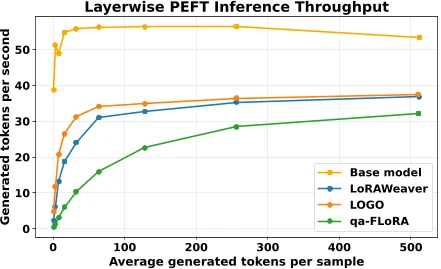 Layerwise PEFT Inference Throughput
Generated tokens per second
50
40
30
20
10
0
0
100
200
300
400
500
Average generated tokens per sample
Base model
LoRAWeaver
LOGO
qa-FLoRA